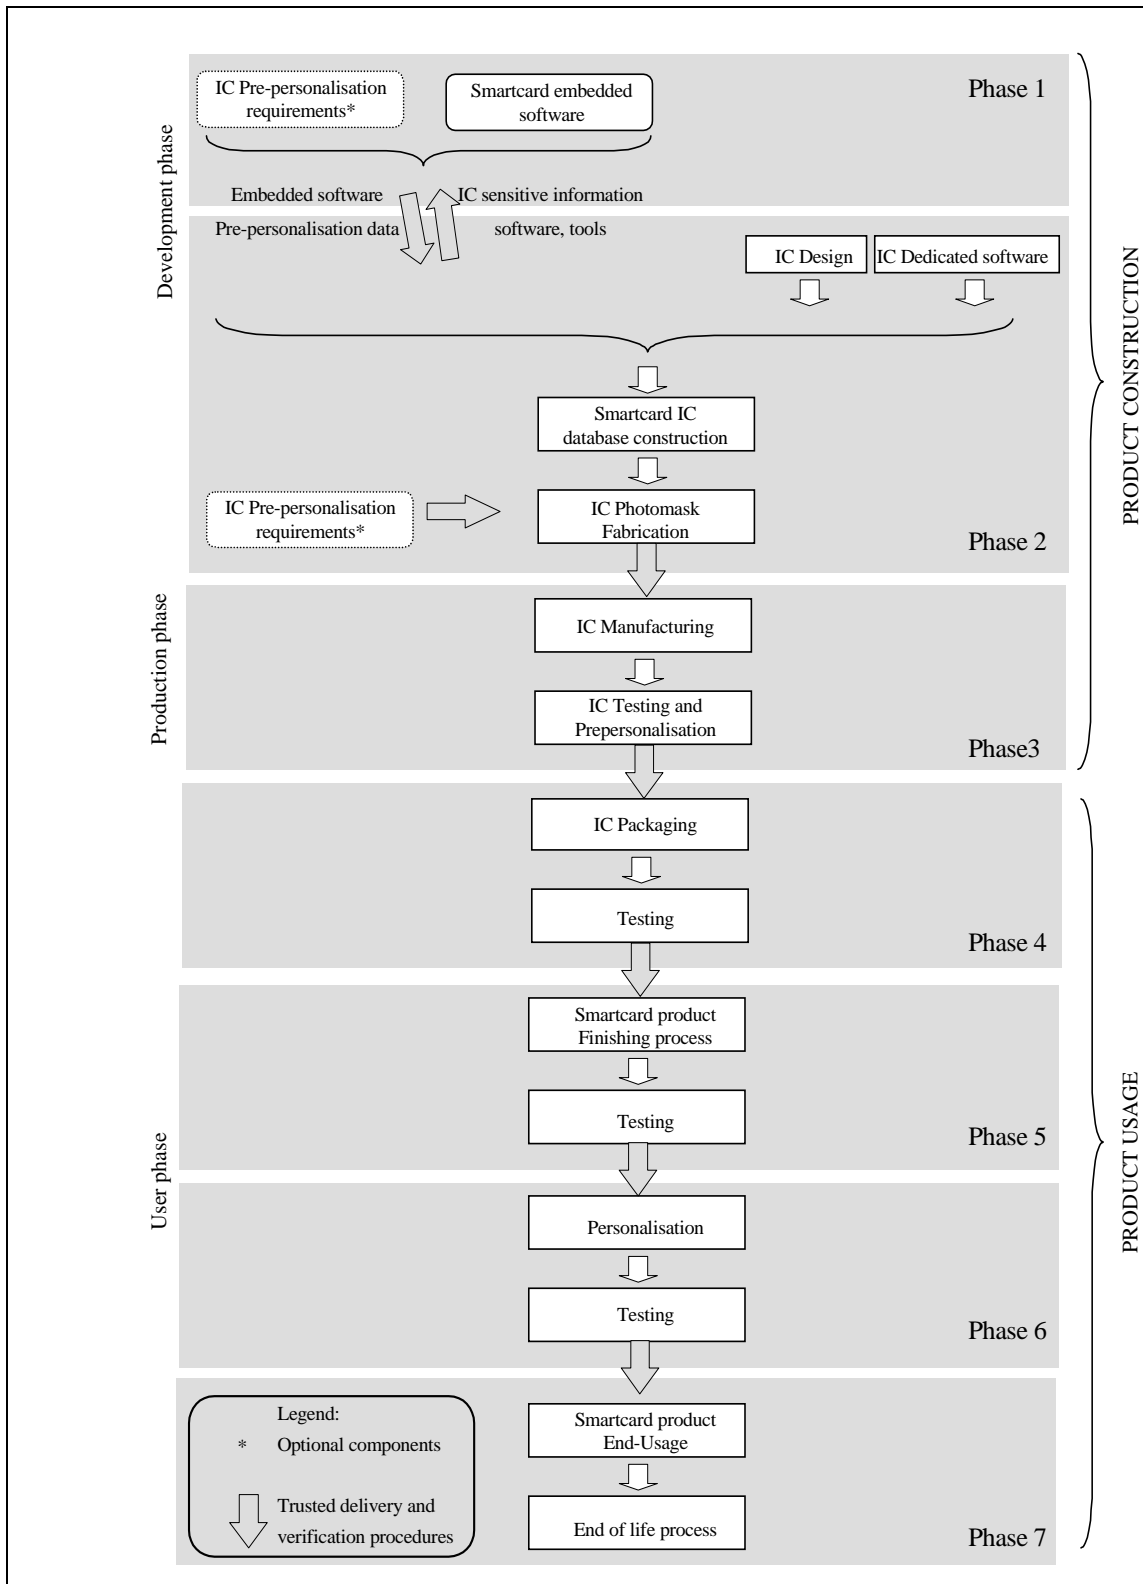 IC Pre-personalisation
requirements*
Smartcard embedded
software
Phase 1
Development phase
Embedded software
IC sensitive information
Pre-personalisation data
software, tools
IC Design
IC Dedicated software
PRODUCT CONSTRUCTION
Smartcard IC
database construction
IC Pre-personalisation
requirements*
IC Photomask
Fabrication
Phase 2
Production phase
IC Manufacturing
IC Testing and
Prepersonalisation
Phase3
IC Packaging
Testing
Phase 4
Smartcard product
Finishing process
Testing
Phase 5
User phase
PRODUCT USAGE
Personalisation
Testing
Phase 6
Legend:
* Optional components
Trusted delivery and
verification procedures
Smartcard product
End-Usage
End of life process
Phase 7